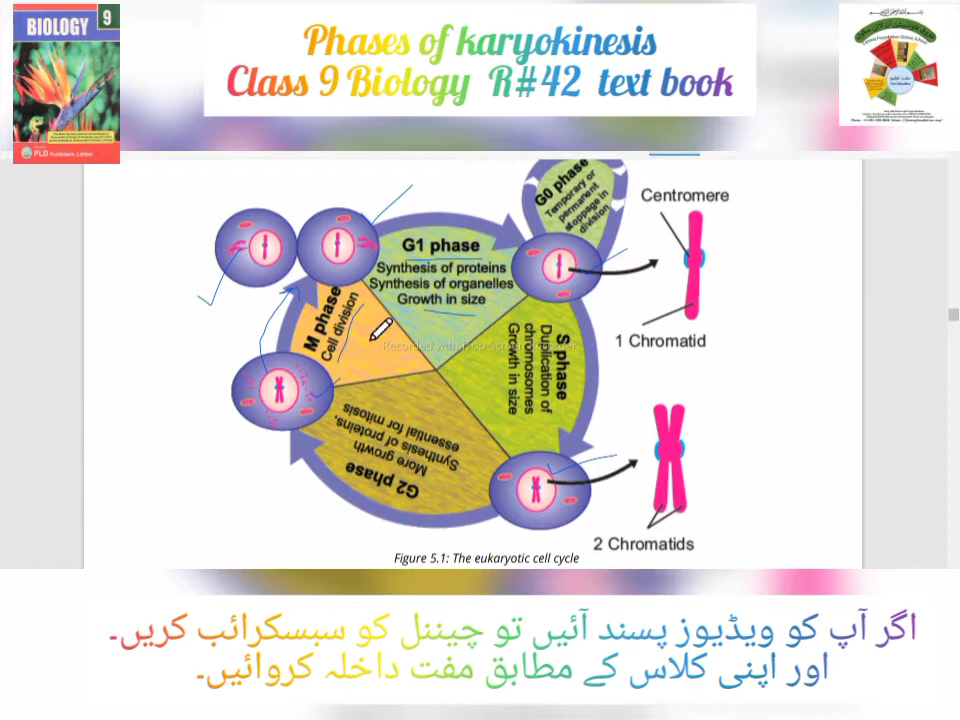 BIOLOGY 9
PLD Publishers, Lahore
Phases of karyokinesis
Class 9 Biology R#42 text book
G0 phase
Temporary or
permanent
stoppage in
division
Centromere
G1 phase
Synthesis of proteins
Synthesis of organelles
Growth in size
1 Chromatid
M phase
Cell division
S phase
Duplication of
chromosomes
Growth in size
G2 phase
More growth
Synthesis of proteins,
essential for mitosis
2 Chromatids
Figure 5.1: The eukaryotic cell cycle
اگر آپ کو ویڈیوز پسند آئیں تو چیننل کو سبسکرائب کریں۔
اور اپنی کلاس کے مطابق مفت داخلہ کروائیں۔